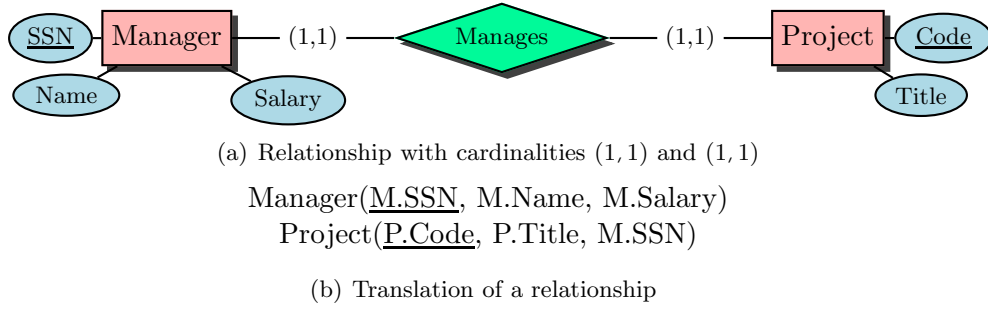 SSN Manager (1,1) Manages (1,1) Project Code
Name Salary Title
(a) Relationship with cardinalities (1, 1) and (1, 1)
Manager(M.SSN, M.Name, M.Salary)
Project(P.Code, P.Title, M.SSN)
(b) Translation of a relationship